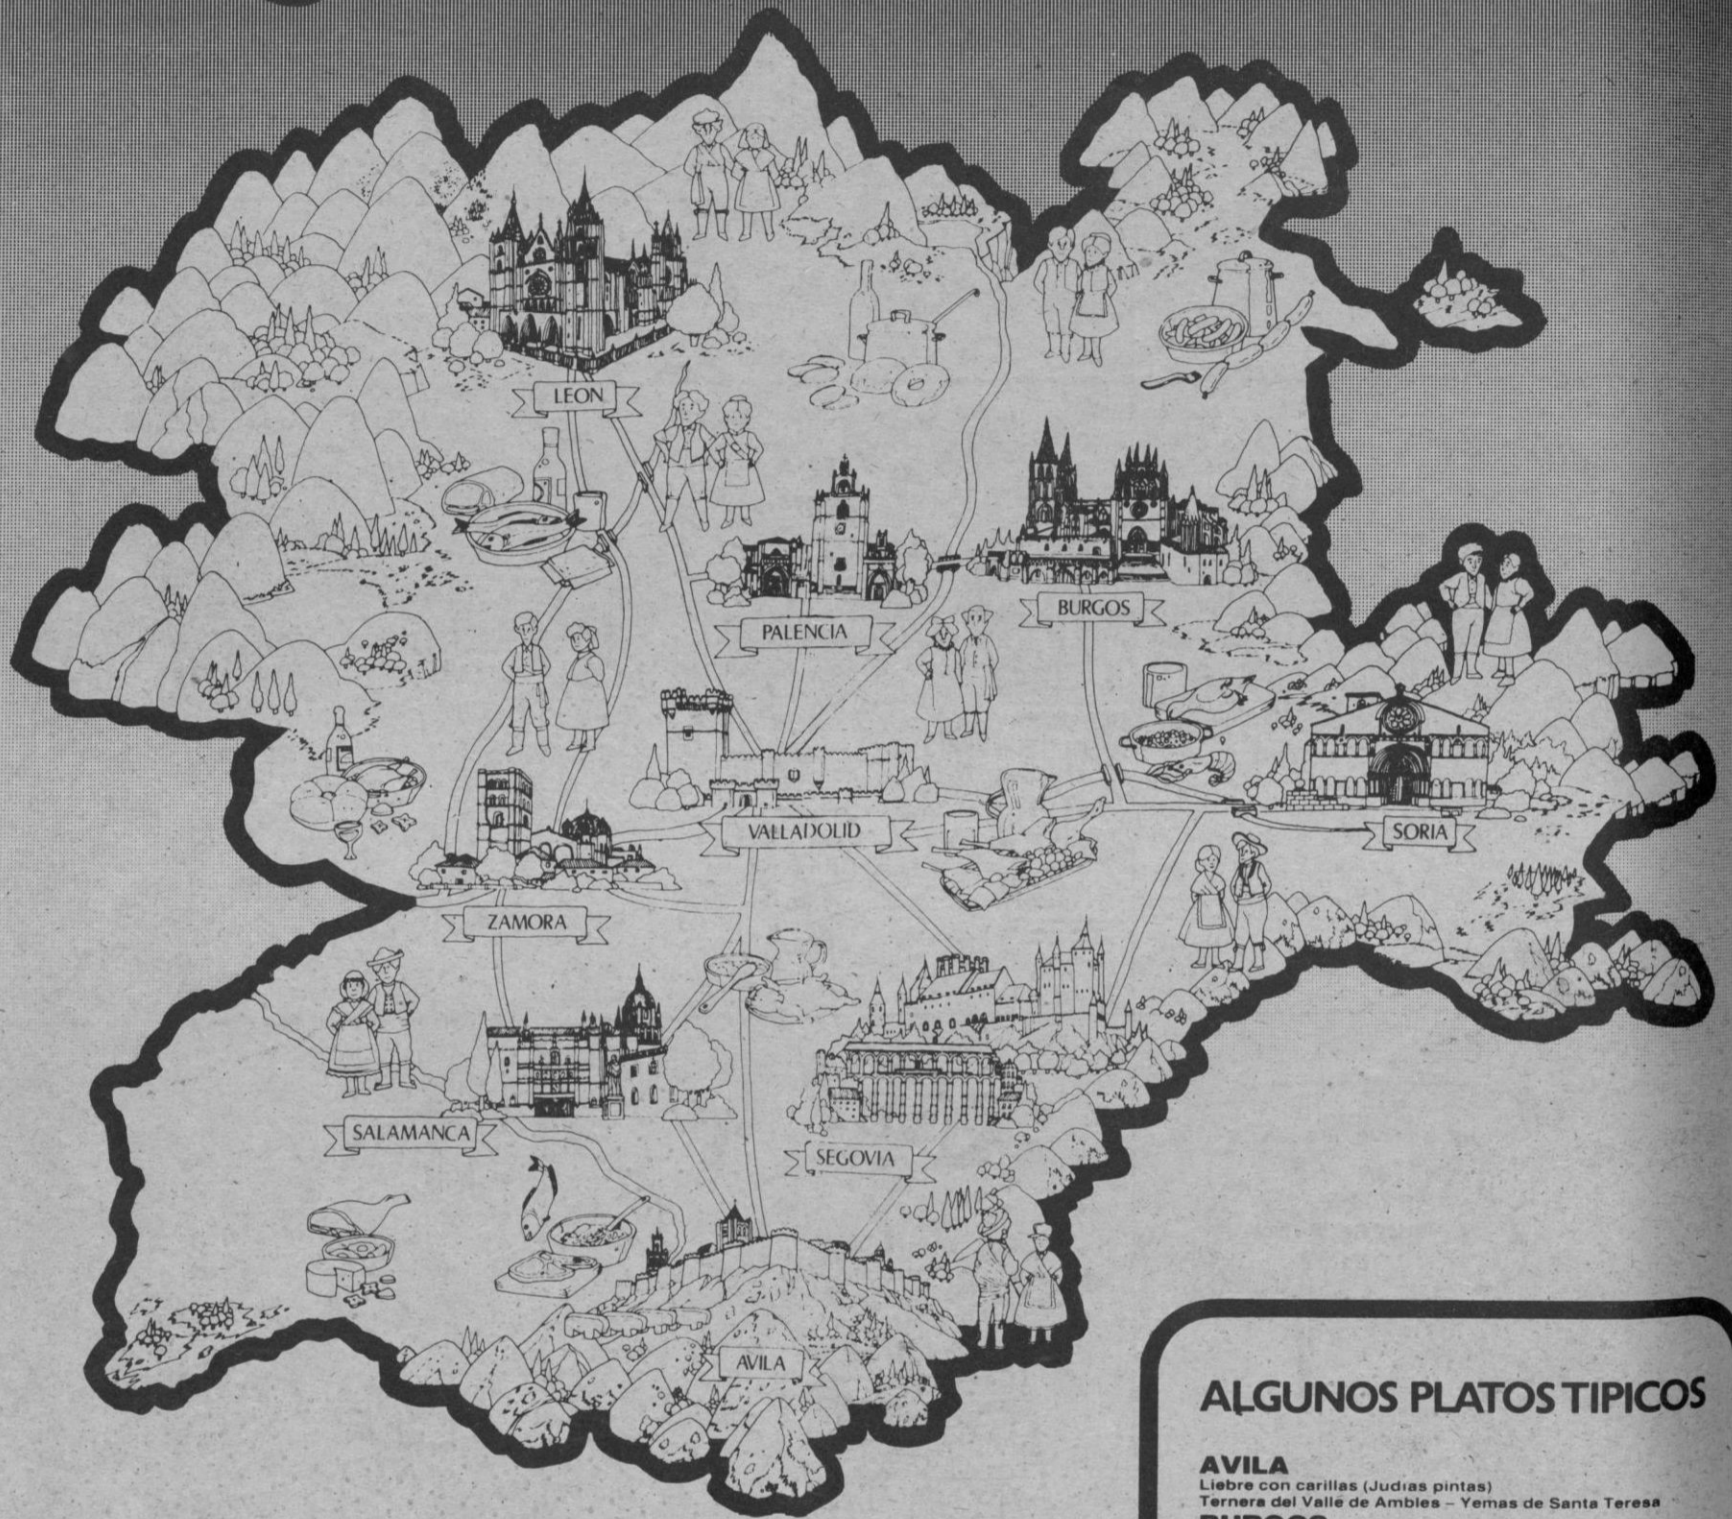 LEON
PALENCIA
BURGOS
VALLADOLID
SORIA
ZAMORA
SALAMANCA
SEGOVIA
AVILA
ALGUNOS PLATOS TIPICOS
AVILA
Liebre con carillas (Judias pintas)
Ternera del Valle de Ambles – Yemas de Santa Teresa
BURGOS